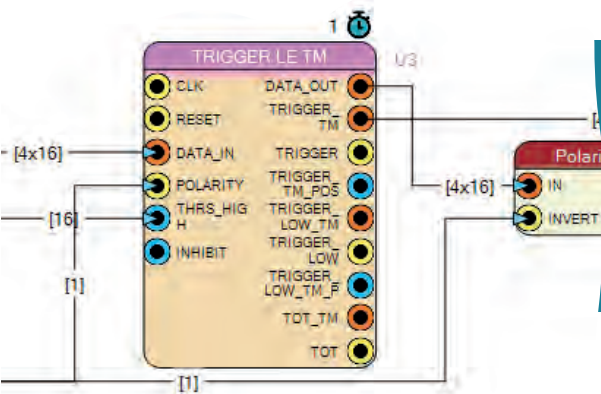 1
TRIGGER LE TM
U3
CLK
DATA_OUT
RESET
TRIGGER_
TM
[4x16]
DATA_IN
TRIGGER
POLARITY
TRIGGER_
TM_POS
[16]
THRS_HIG
H
TRIGGER_
LOW_TM
INHIBIT
TRIGGER_
LOW
[1]
TRIGGER_
LOW_TM_P
TOT_TM
TOT
[1]
[4x16]
IN
INVERT